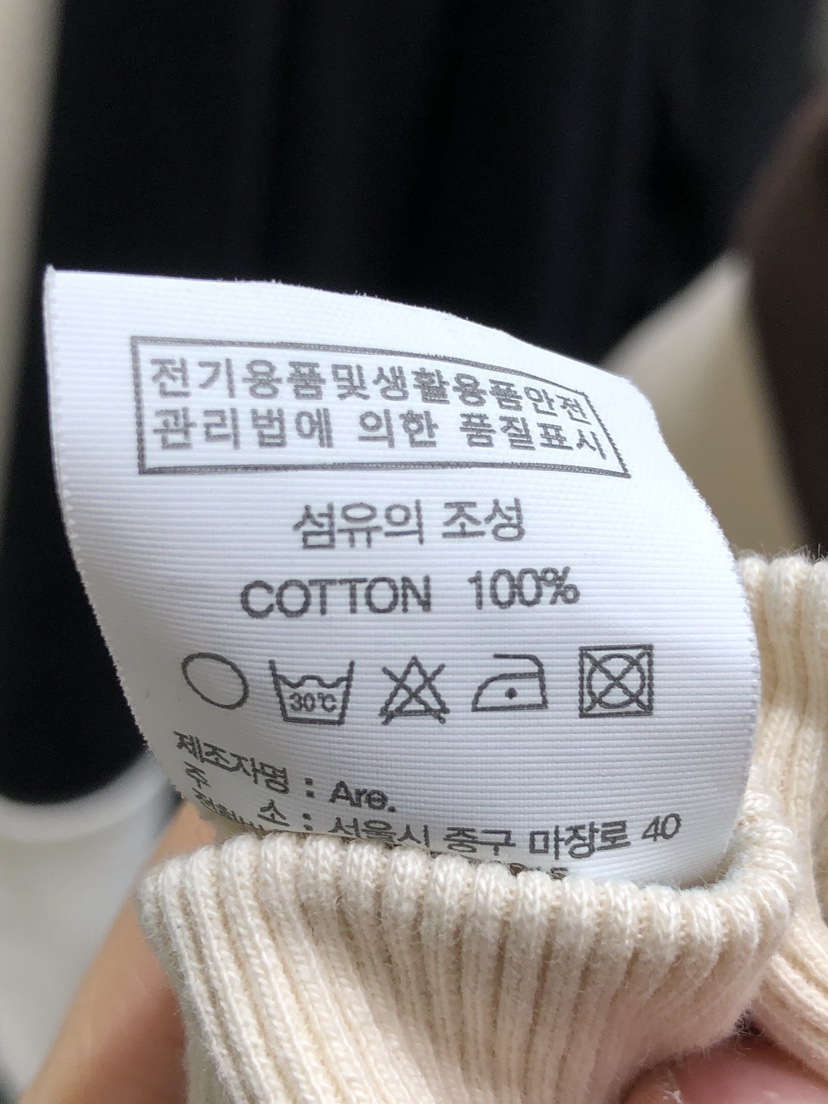 전기용품및생활용품안전
관리법에 의한 품질표시
섬유의 조성
COTTON 100%
30℃
제조자명 : Are.
주 소 : 서울시 중구 마장로 40